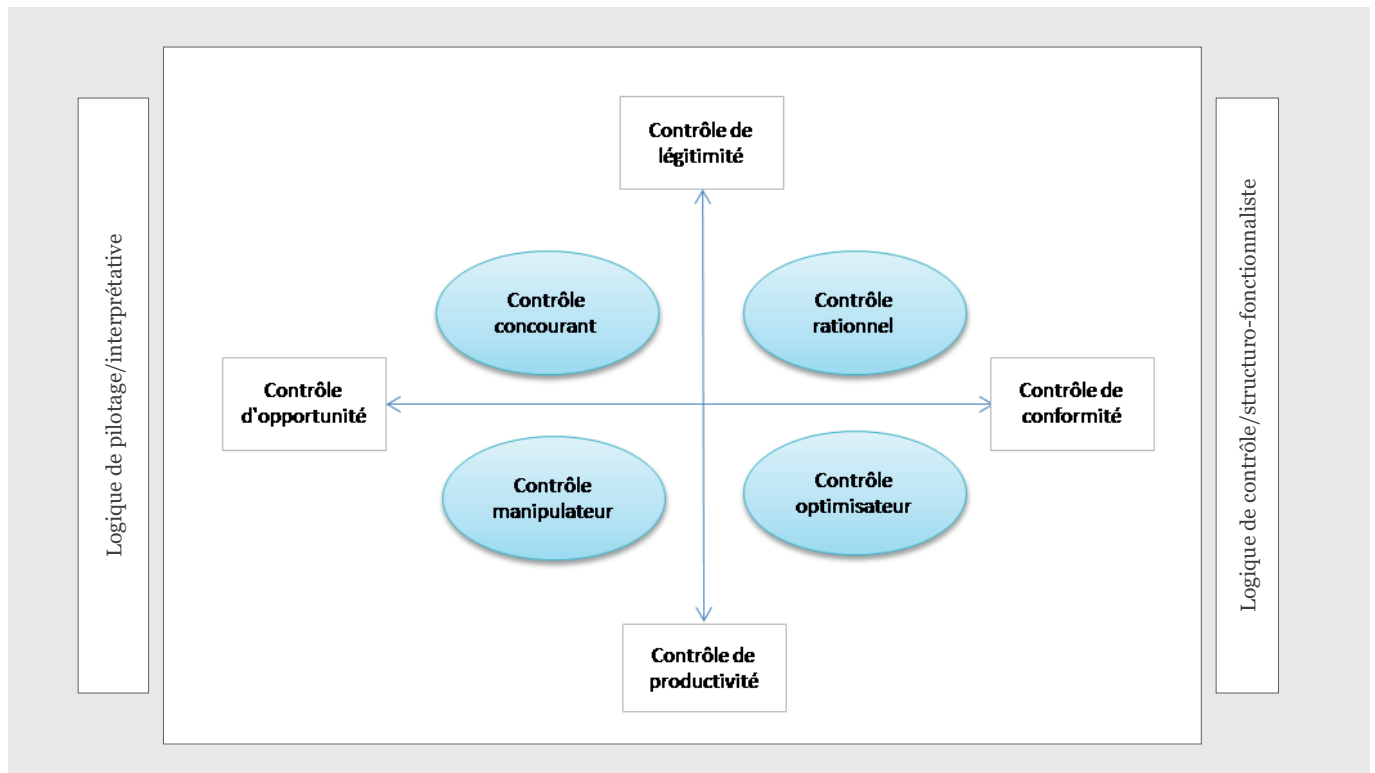 Logique de pilotage/interprétative
Contrôle de
légitimité
Contrôle
concourant
Contrôle
rationnel
Contrôle
d'opportunité
Contrôle de
conformité
Contrôle
manipulateur
Contrôle
optimisateur
Contrôle de
productivité
Logique de contrôle/structuro-fonctionnaliste